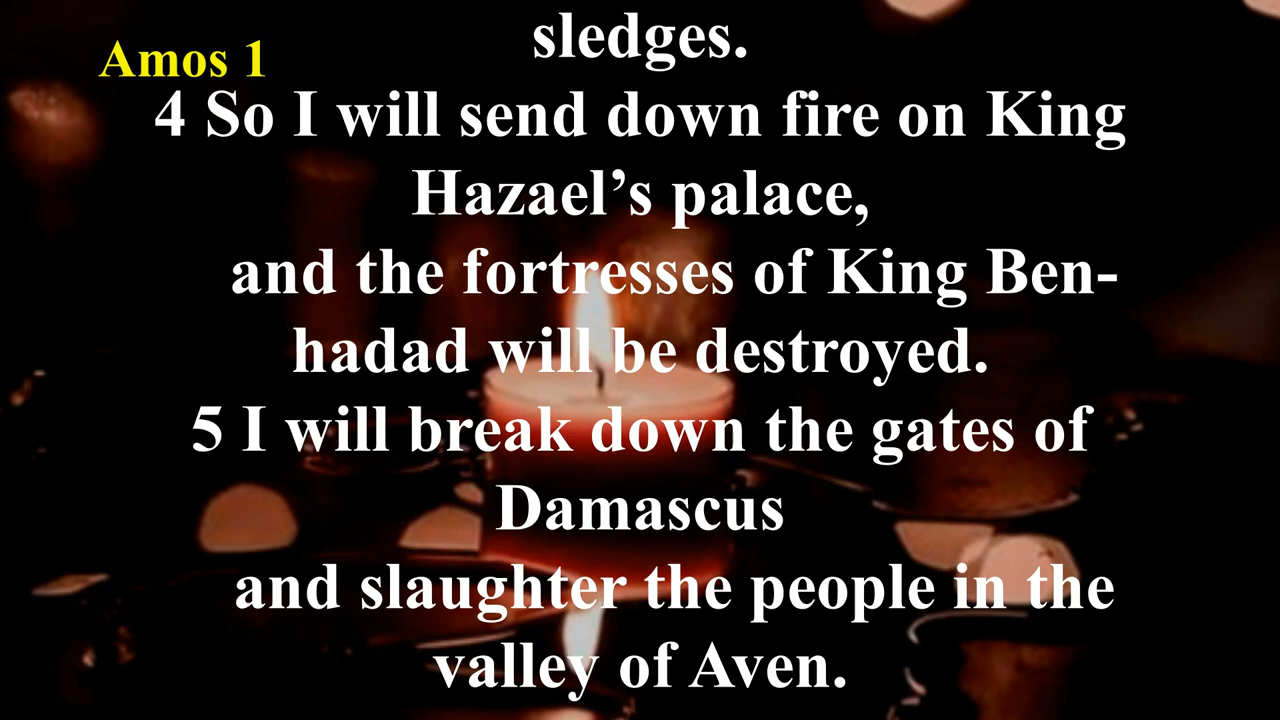 sledges.
Amos 1
4 So I will send down fire on King
Hazael’s palace,
and the fortresses of King Ben-
hadad will be destroyed.
5 I will break down the gates of
Damascus
and slaughter the people in the
valley of Aven.